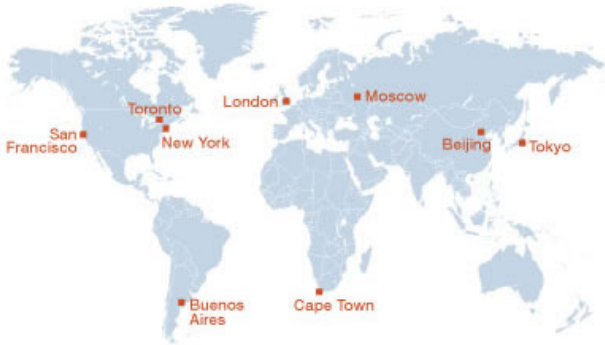 London
Moscow
Toronto
San
Francisco
New York
Beijing
Tokyo
Buenos
Aires
Cape Town